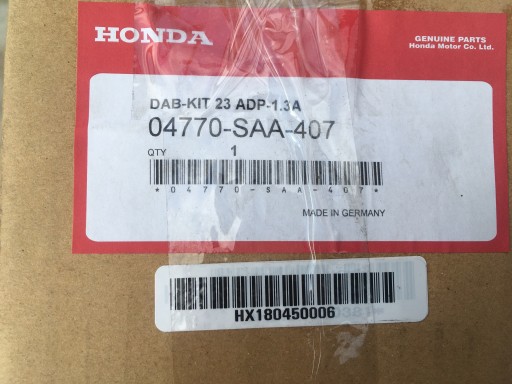 HONDA
GENUINE PARTS
Honda Motor Co. Ltd.
DAB-KIT 23 ADP-1.3A
04770-SAA-407
QTY 1
*04770-SAA-407*
MADE IN GERMANY
HX180450006